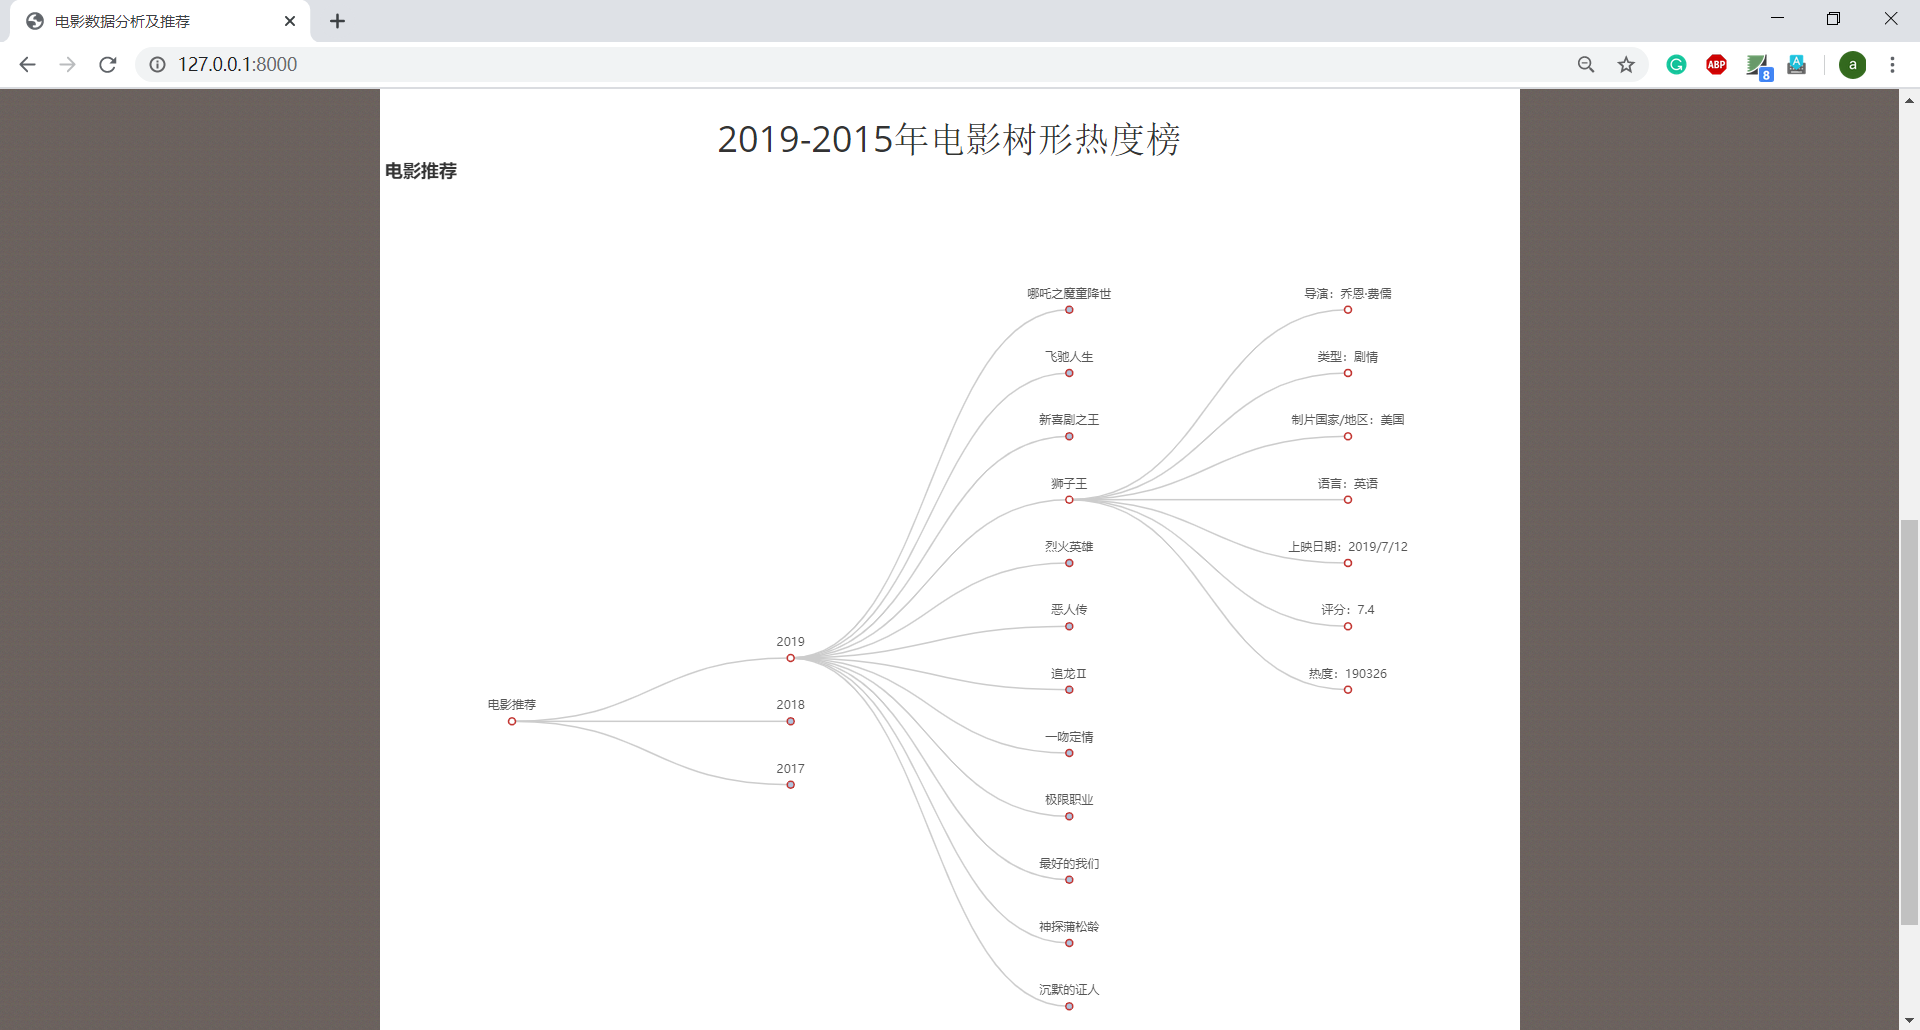 电影数据分析及推荐
127.0.0.1:8000
ABP
8
A
a
2019-2015年电影树形热度榜
电影推荐
哪吒之魔童降世
导演：乔恩·费儒
飞驰人生
类型：剧情
新喜剧之王
制片国家/地区：美国
狮子王
语言：英语
烈火英雄
上映日期：2019/7/12
恶人传
评分：7.4
2019
追龙Ⅱ
热度：190326
电影推荐
2018
一吻定情
2017
极限职业
最好的我们
神探蒲松龄
沉默的证人